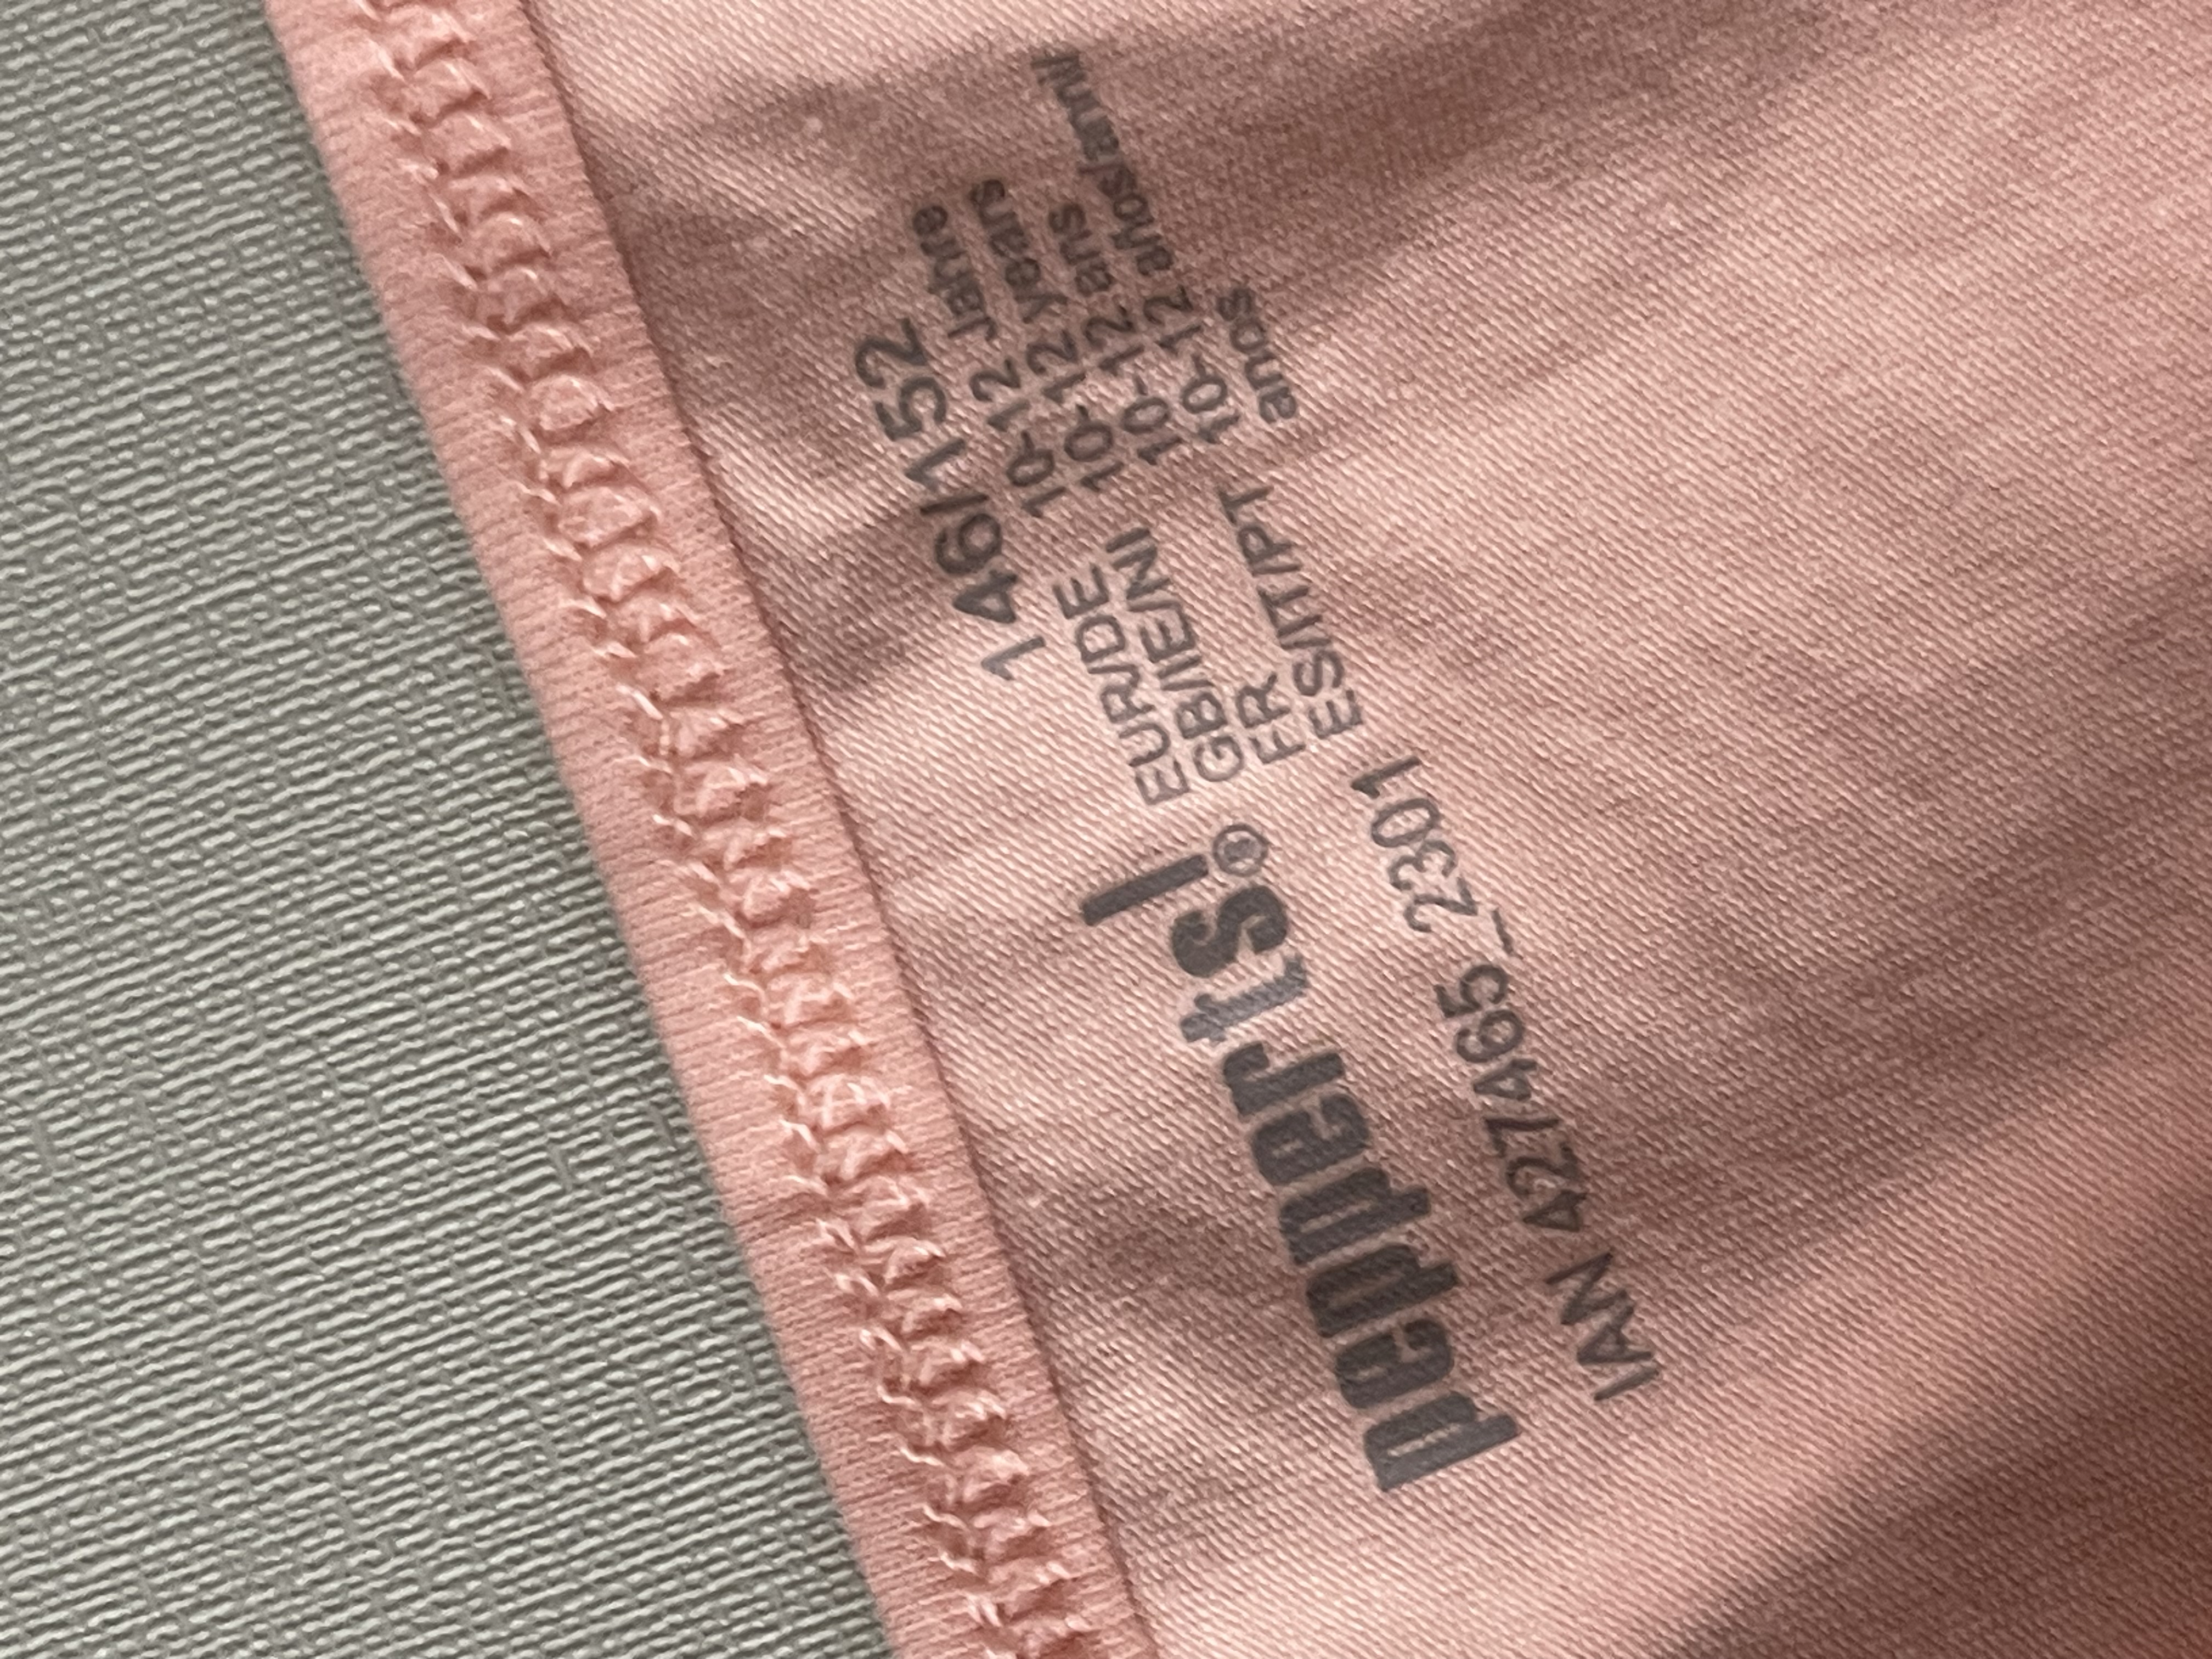 146/152
EUR/DE 10-12 Jahre
GB/IE/NI 10-12 years
FR 10-12 ans
ES/IT/PT 10-12 años/anni/
anos
pepperts!®
IAN 427465_2301